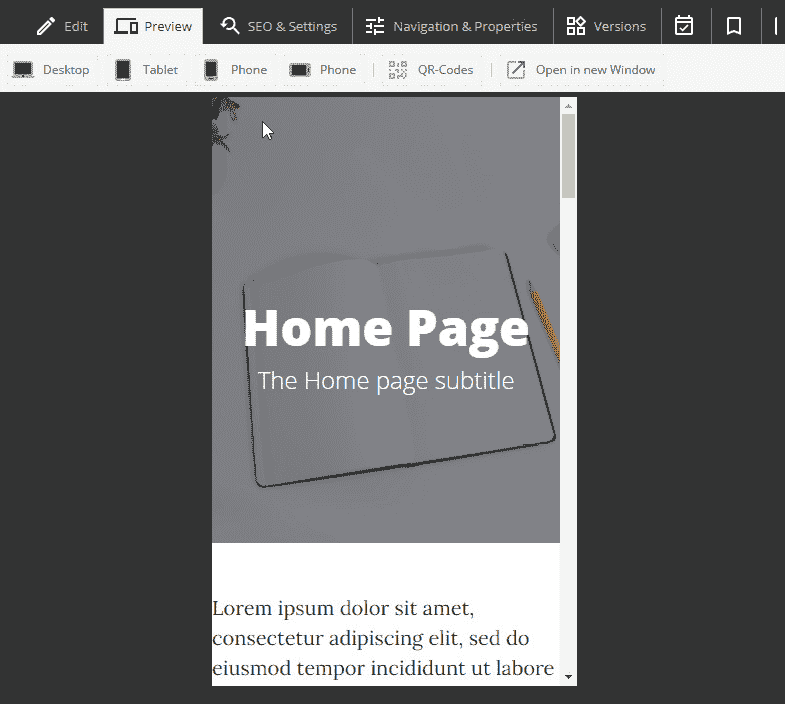 Edit Preview SEO & Settings Navigation & Properties Versions
Desktop Tablet Phone Phone QR-Codes Open in new Window
Home Page
The Home page subtitle
Lorem ipsum dolor sit amet,
consectetur adipiscing elit, sed do
eiusmod tempor incididunt ut labore